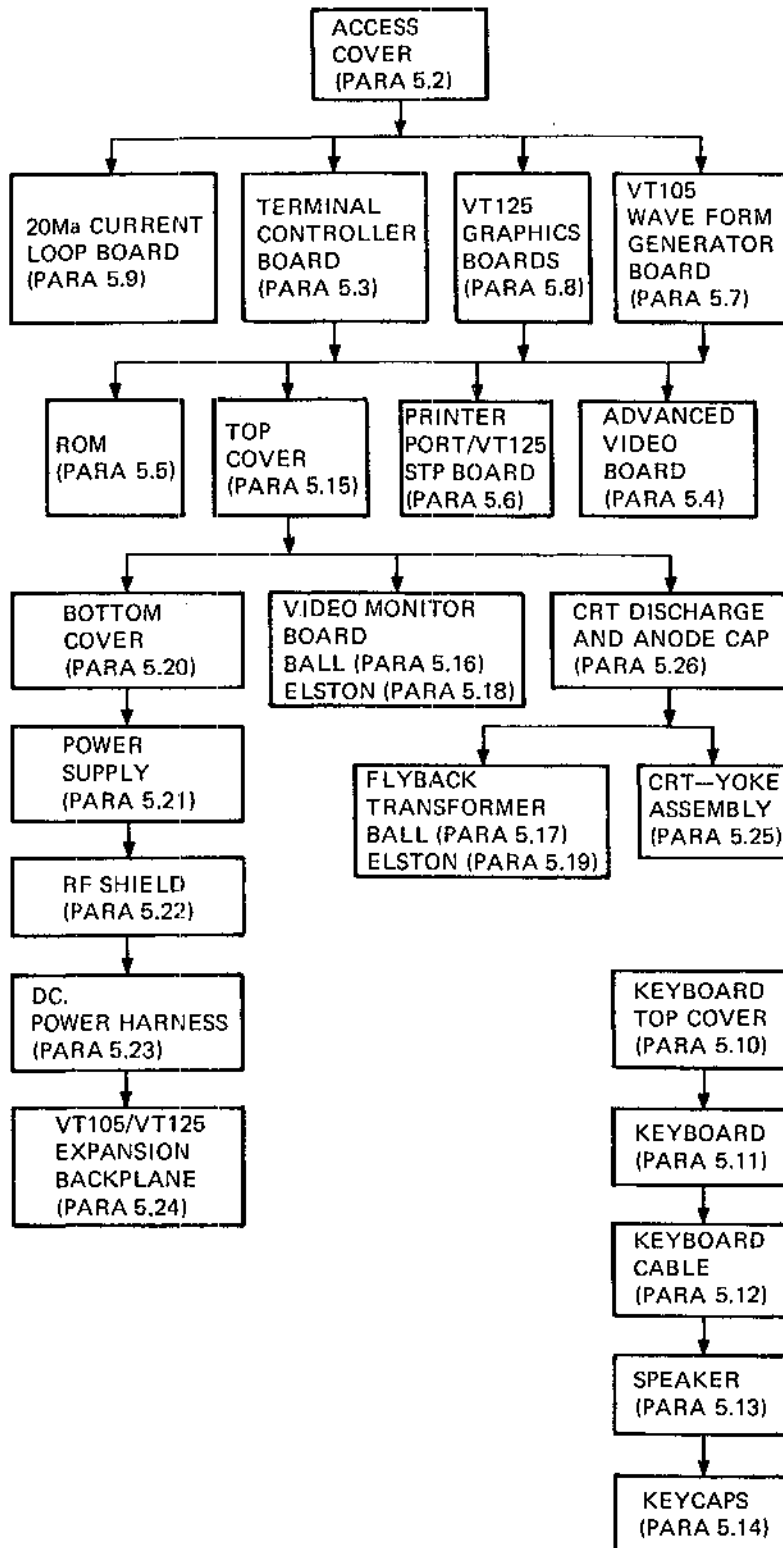 ACCESS
COVER
(PARA 5.2)
20Ma CURRENT
LOOP BOARD
(PARA 5.9)
TERMINAL
CONTROLLER
BOARD
(PARA 5.3)
VT125
GRAPHICS
BOARDS
(PARA 5.8)
VT105
WAVE FORM
GENERATOR
BOARD
(PARA 5.7)
ROM
(PARA 5.5)
TOP
COVER
(PARA 5.15)
PRINTER
PORT/VT125
STP BOARD
(PARA 5.6)
ADVANCED
VIDEO
BOARD
(PARA 5.4)
BOTTOM
COVER
(PARA 5.20)
VIDEO MONITOR
BOARD
BALL (PARA 5.16)
ELSTON (PARA 5.18)
CRT DISCHARGE
AND ANODE CAP
(PARA 5.26)
POWER
SUPPLY
(PARA 5.21)
FLYBACK
TRANSFORMER
BALL (PARA 5.17)
ELSTON (PARA 5.19)
CRT—YOKE
ASSEMBLY
(PARA 5.25)
RF SHIELD
(PARA 5.22)
DC.
POWER HARNESS
(PARA 5.23)
VT105/VT125
EXPANSION
BACKPLANE
(PARA 5.24)
KEYBOARD
TOP COVER
(PARA 5.10)
KEYBOARD
(PARA 5.11)
KEYBOARD
CABLE
(PARA 5.12)
SPEAKER
(PARA 5.13)
KEYCAPS
(PARA 5.14)